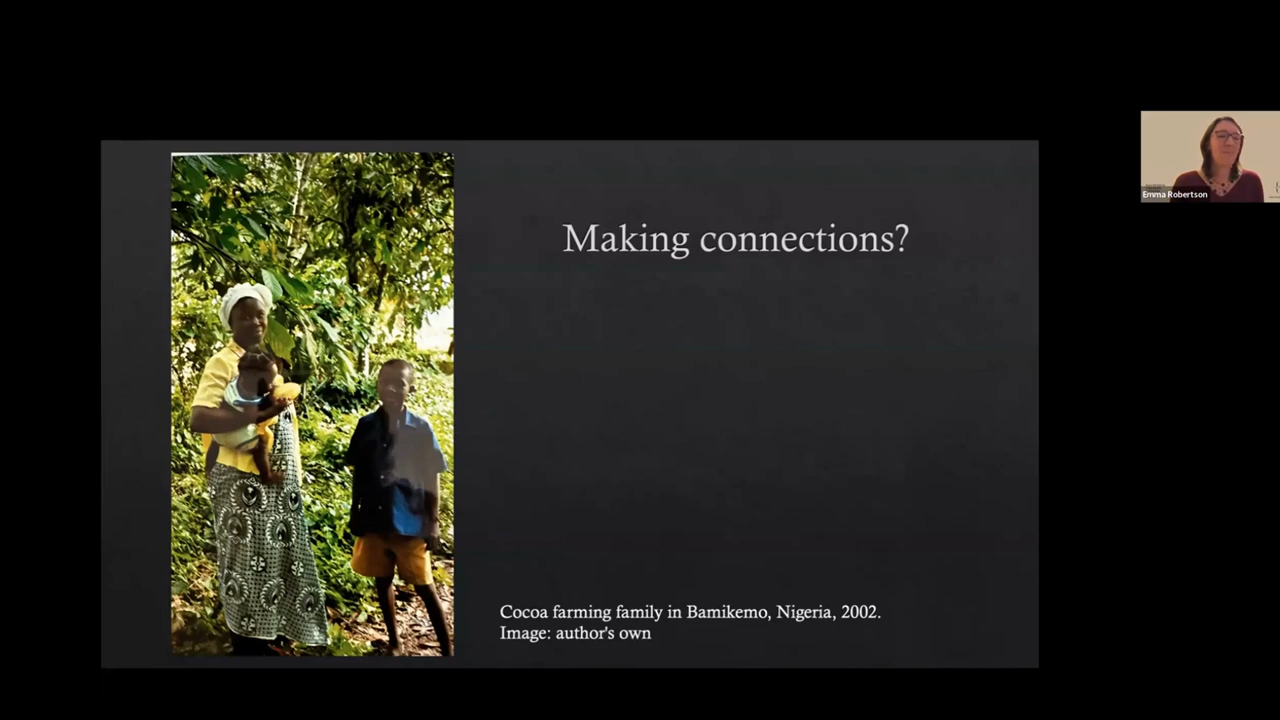 Making connections?
Emma Robertson
Cocoa farming family in Bamikemo, Nigeria, 2002.
Image: author's own